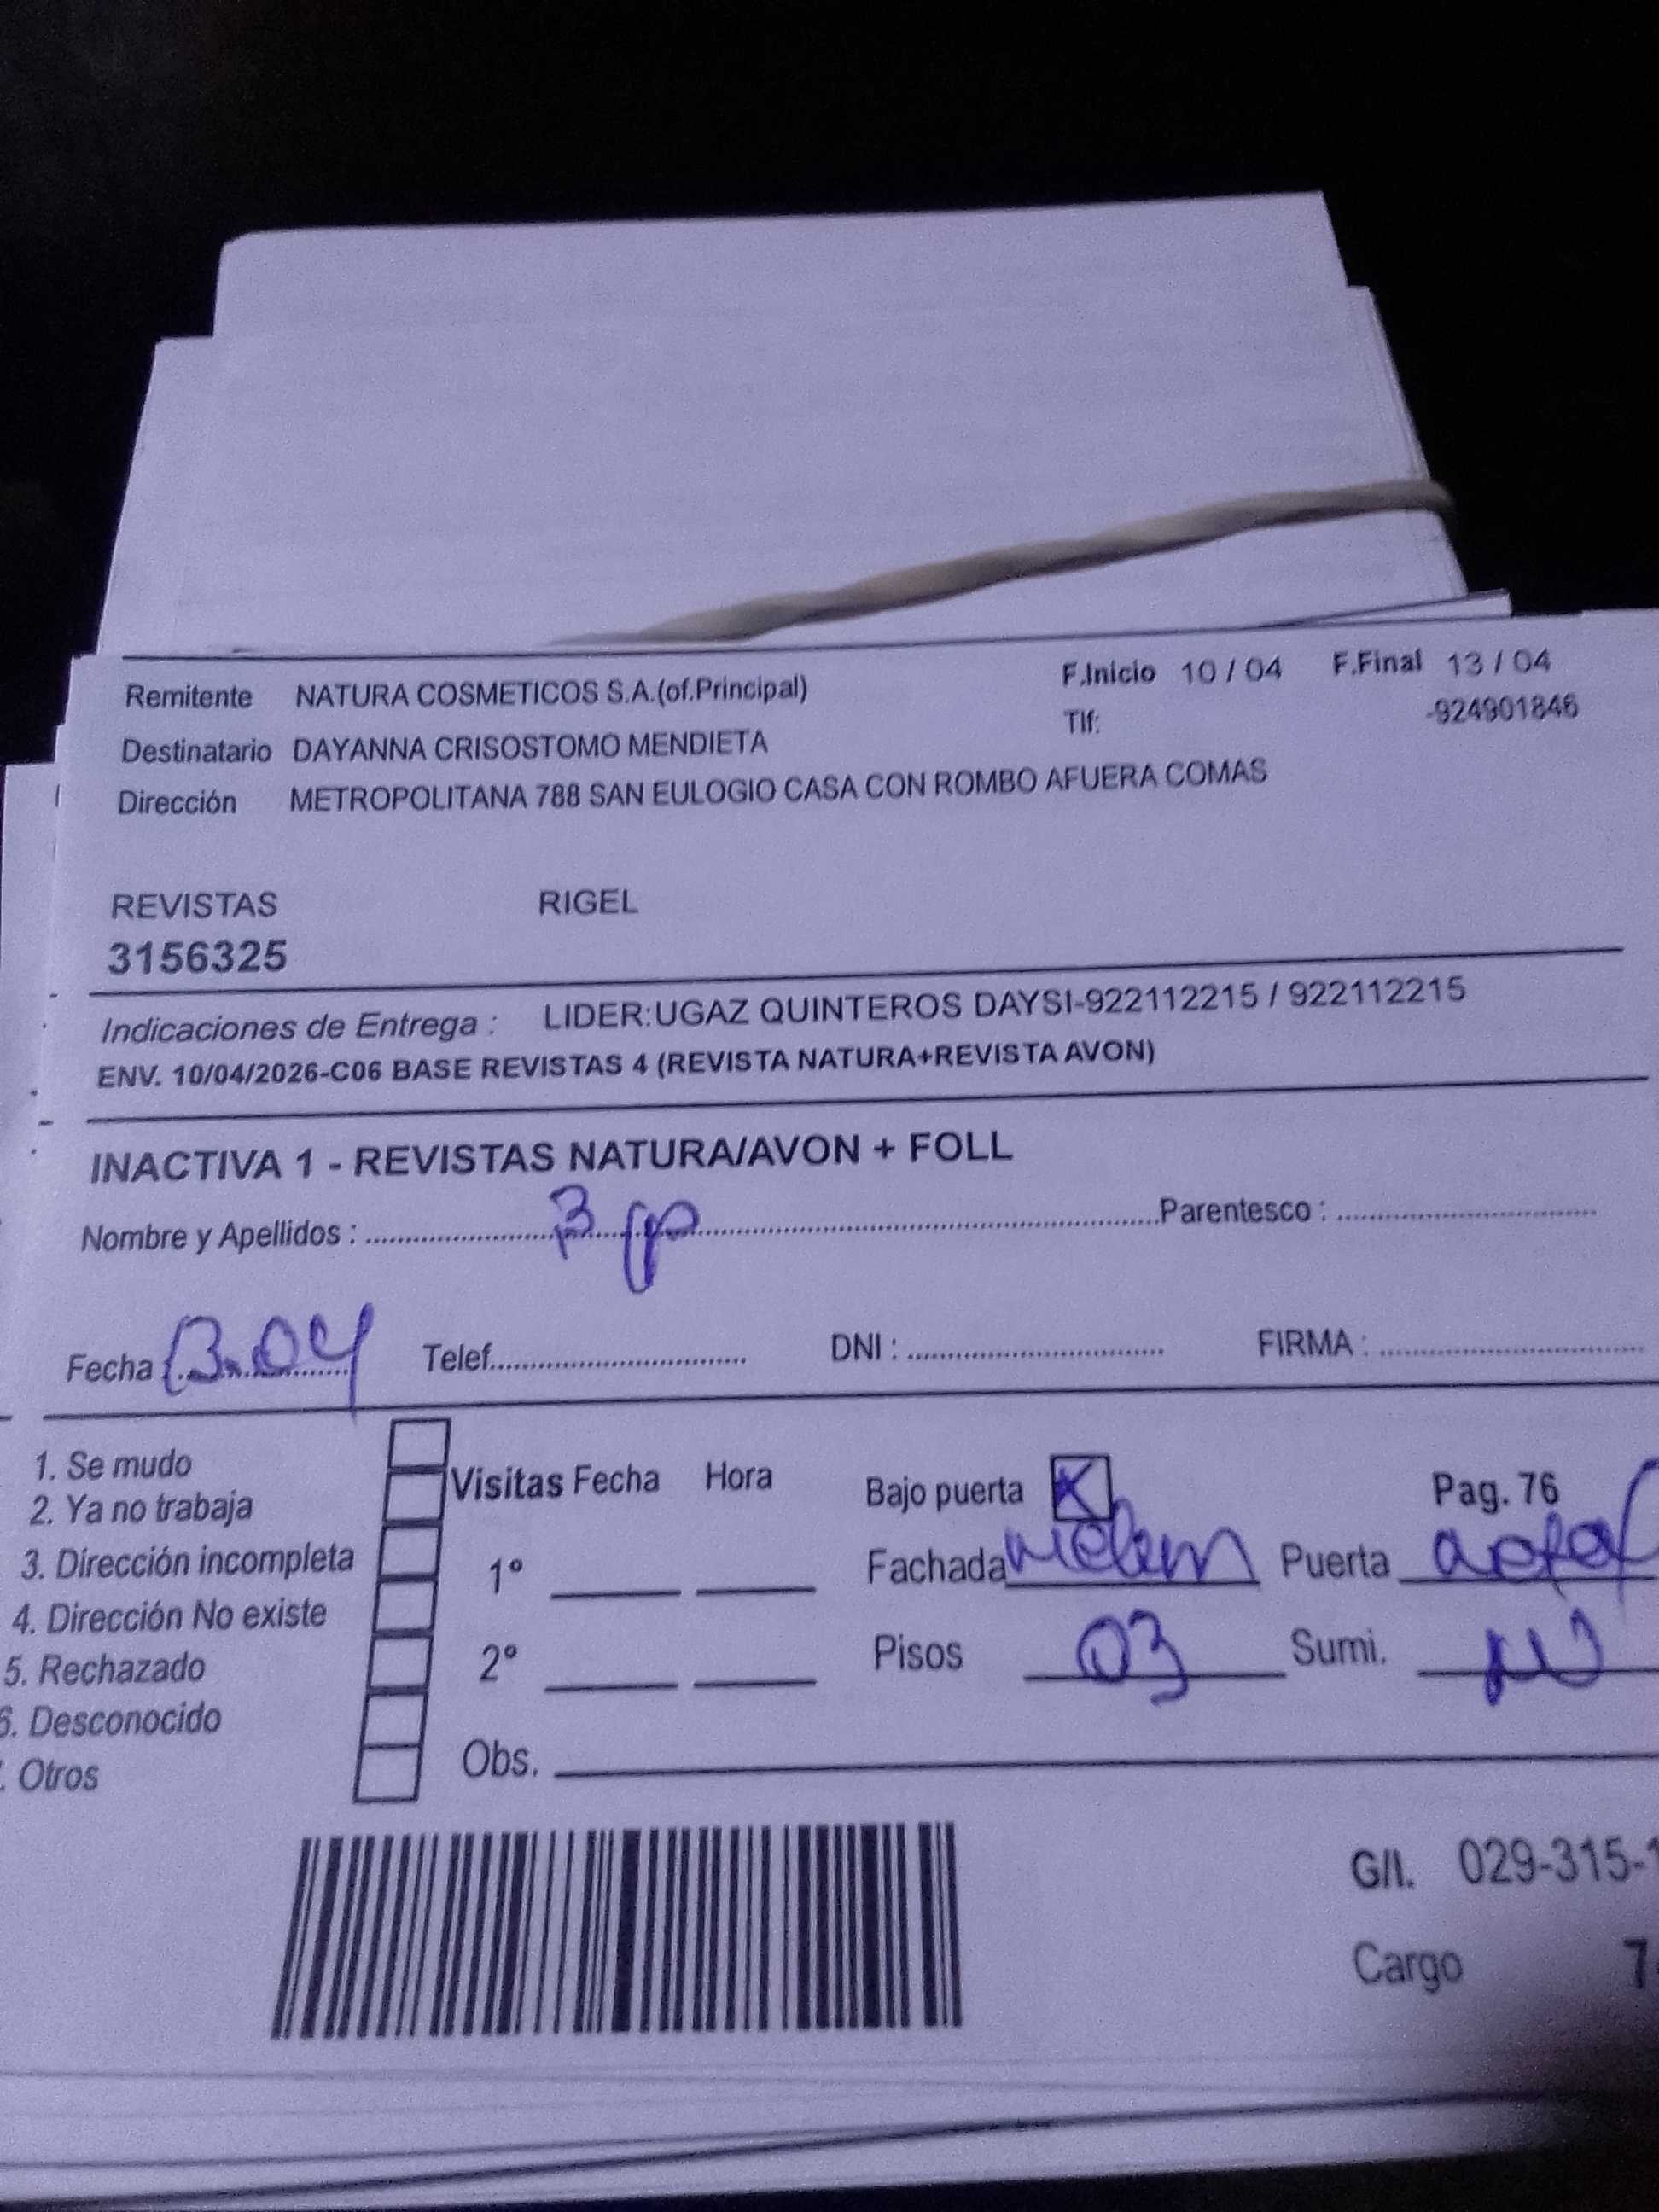 Remitente NATURA COSMETICOS S.A.(of.Principal) F.Inicio 10 / 04 F.Final 13 / 04
Tlf: -924901846
Destinatario DAYANNA CRISOSTOMO MENDIETA
Dirección METROPOLITANA 788 SAN EULOGIO CASA CON ROMBO AFUERA COMAS
REVISTAS RIGEL
3156325
Indicaciones de Entrega : LIDER:UGAZ QUINTEROS DAYSI-922112215 / 922112215
ENV. 10/04/2026-C06 BASE REVISTAS 4 (REVISTA NATURA+REVISTA AVON)
INACTIVA 1 - REVISTAS NATURA/AVON + FOLL
Nombre y Apellidos : Parentesco :
Fecha 13.04 Telef. DNI : FIRMA :
1. Se mudo
2. Ya no trabaja
3. Dirección incompleta
4. Dirección No existe
5. Rechazado
6. Desconocido
. Otros
Visitas Fecha Hora
1°
2°
Obs.
Bajo puerta X Pag. 76
Fachada Puerta
Pisos 03 Sumi.
G/I. 029-315-1
Cargo 7